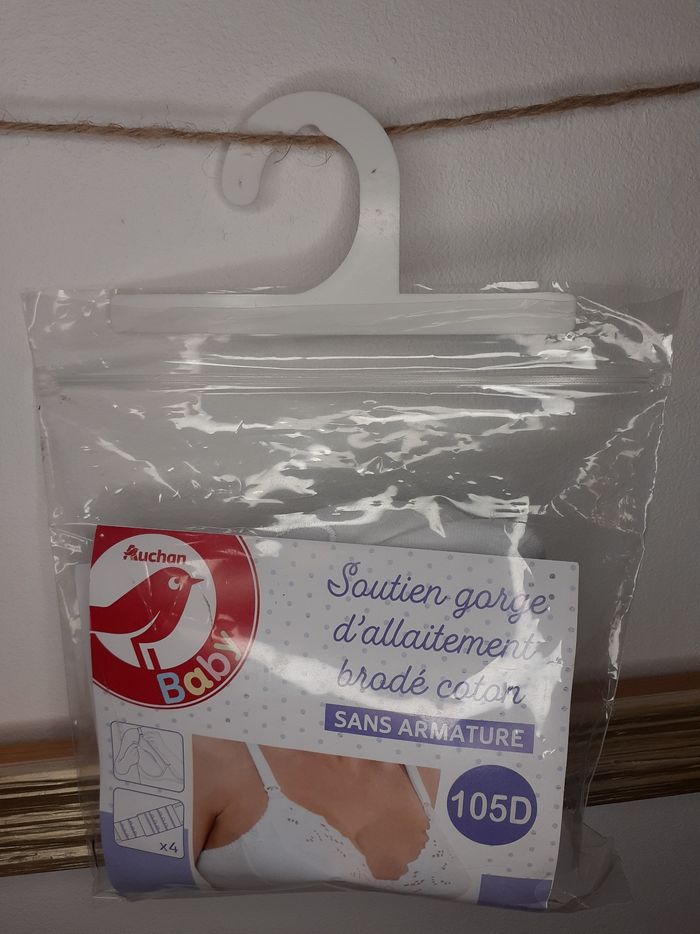 Auchan
Baby
Soutien gorge
d'allaitement
brodé coton
SANS ARMATURE
105D
x4